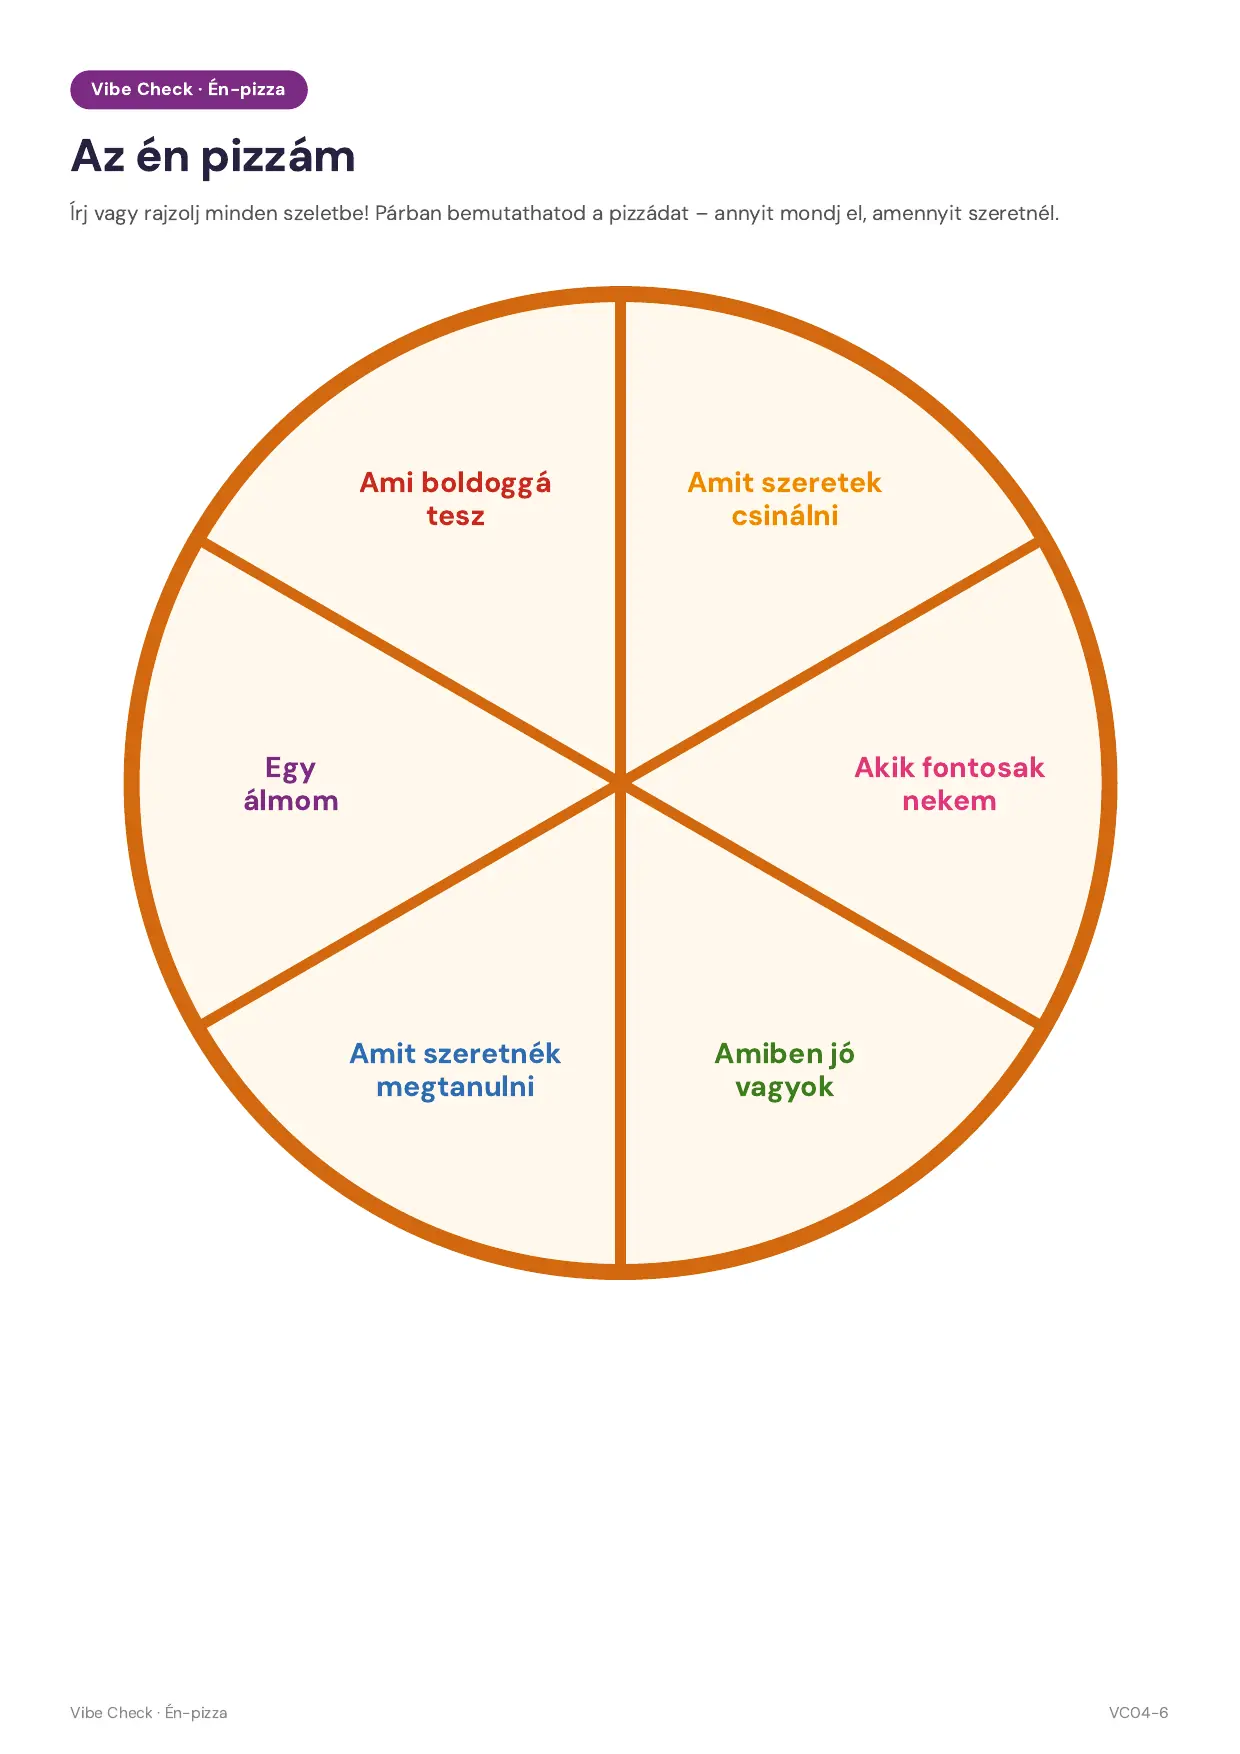 Vibe Check · Én-pizza
Az én pizzám
Írj vagy rajzolj minden szeletbe! Párban bemutathatod a pizzádat – annyit mondj el, amennyit szeretnél.
Ami boldoggá
tesz
Amit szeretek
csinálni
Egy
álmom
Akik fontosak
nekem
Amit szeretnék
megtanulni
Amiben jó
vagyok
Vibe Check · Én-pizza
VC04-6